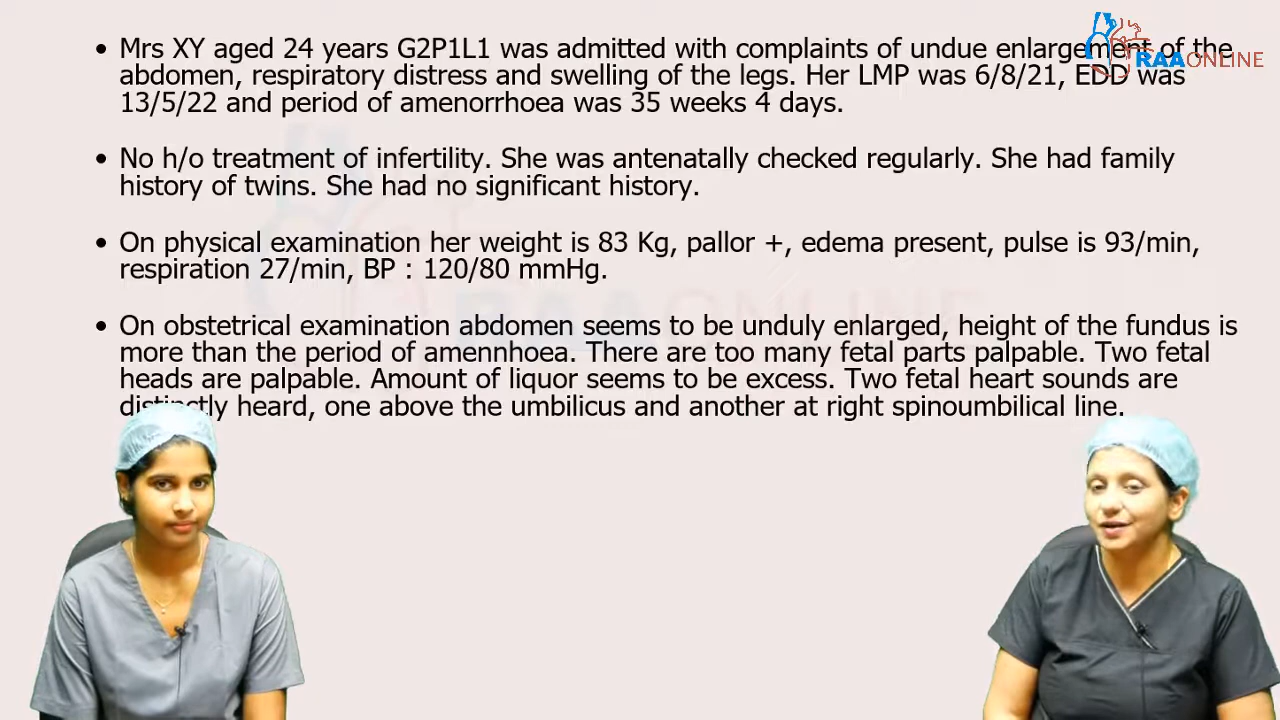 RAAONLINE
• Mrs XY aged 24 years G2P1L1 was admitted with complaints of undue enlargement of the
abdomen, respiratory distress and swelling of the legs. Her LMP was 6/8/21, EDD was
13/5/22 and period of amenorrhoea was 35 weeks 4 days.
• No h/o treatment of infertility. She was antenatally checked regularly. She had family
history of twins. She had no significant history.
• On physical examination her weight is 83 Kg, pallor +, edema present, pulse is 93/min,
respiration 27/min, BP : 120/80 mmHg.
• On obstetrical examination abdomen seems to be unduly enlarged, height of the fundus is
more than the period of amennhoea. There are too many fetal parts palpable. Two fetal
heads are palpable. Amount of liquor seems to be excess. Two fetal heart sounds are
distinctly heard, one above the umbilicus and another at right spinoumbilical line.
RAAONLINE